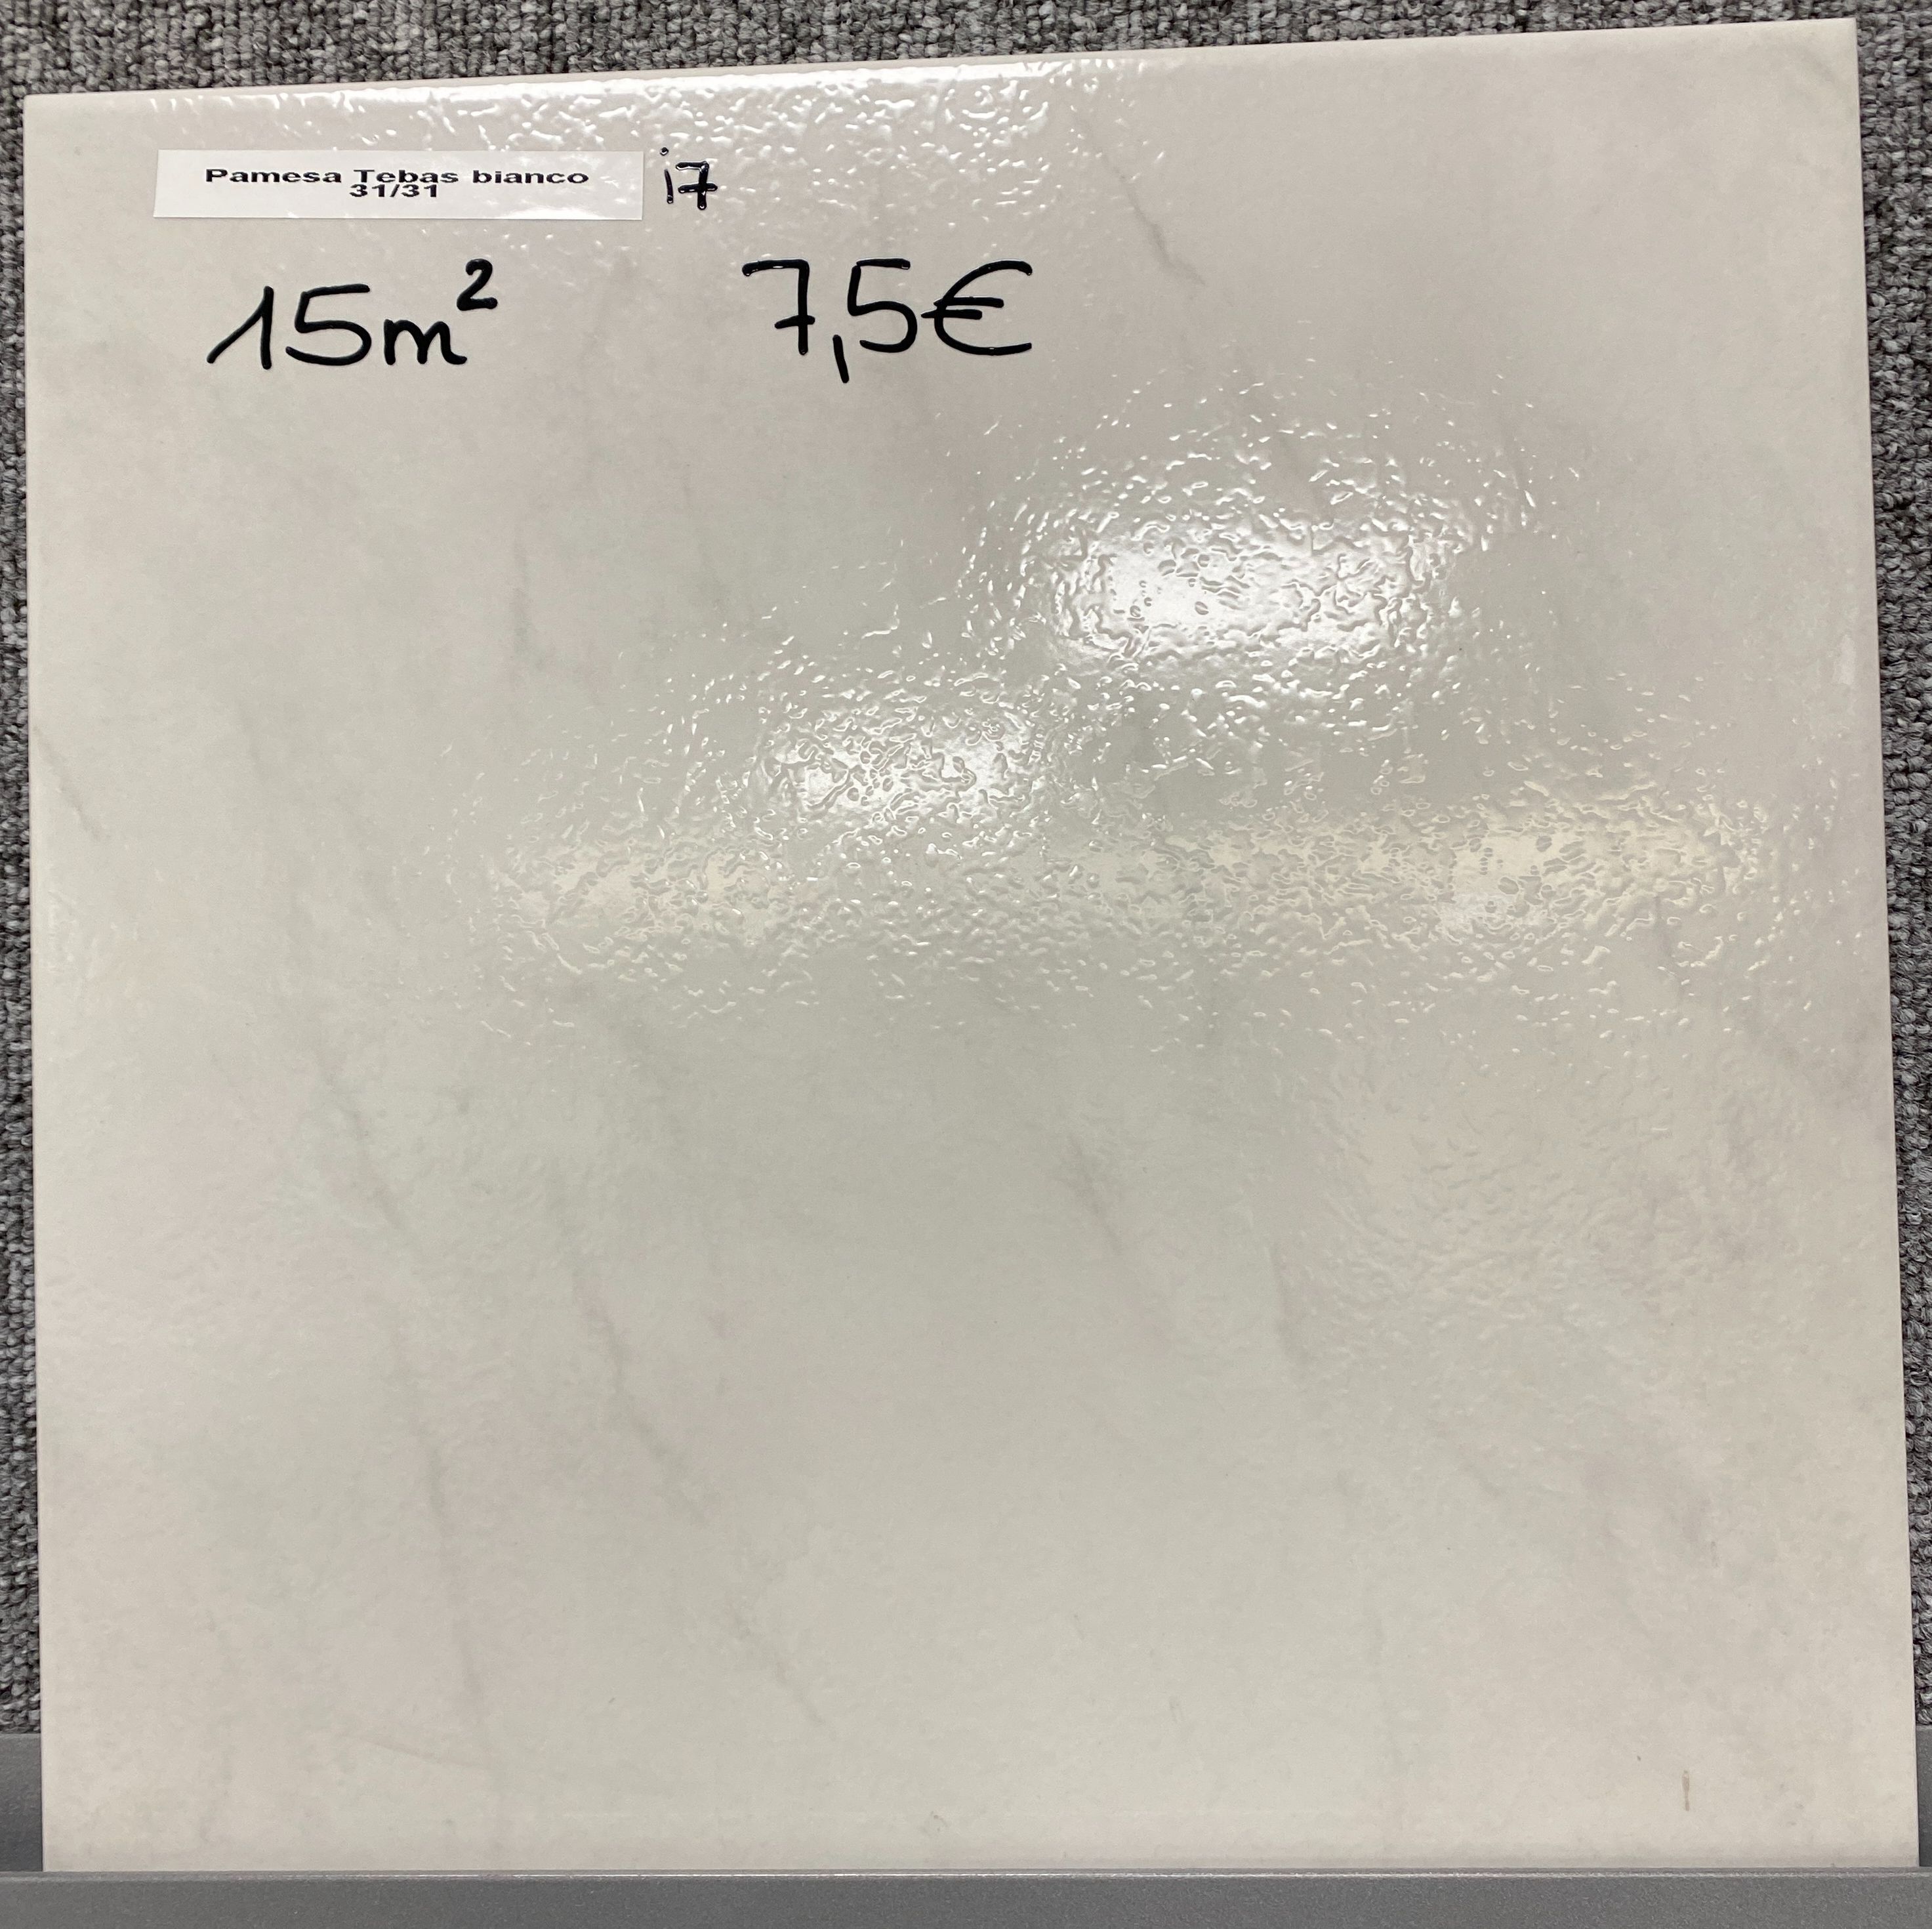 Pamesa Tebas bianco
31/31
i7
15m² 7,5€